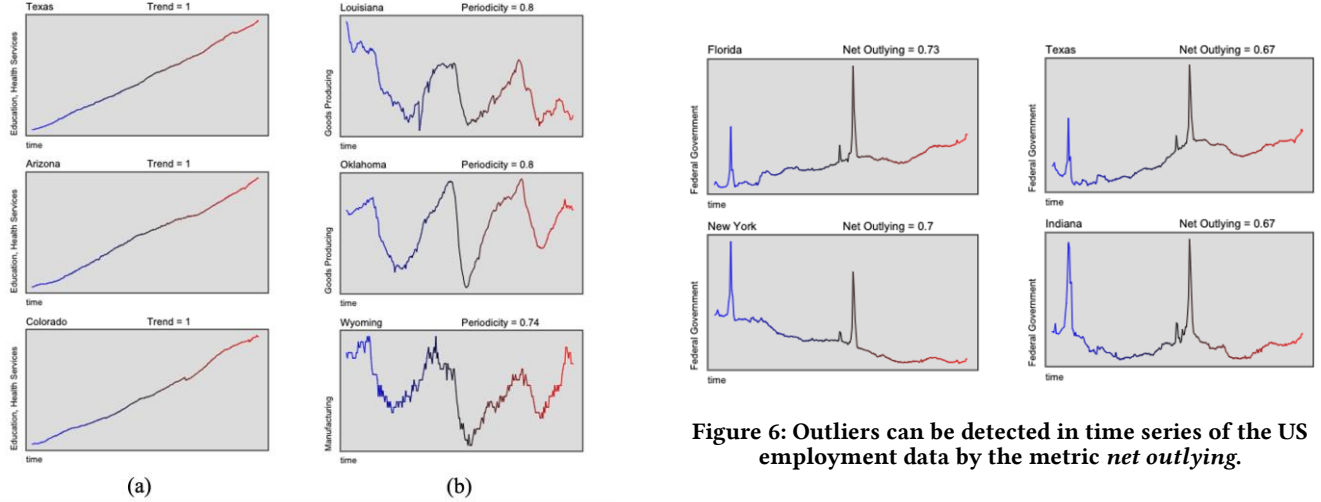 Texas Trend = 1
Education, Health Services
time
Arizona Trend = 1
Education, Health Services
time
Colorado Trend = 1
Education, Health Services
time
(a)
Louisiana Periodicity = 0.8
Goods Producing
Oklahoma Periodicity = 0.8
Goods Producing
Wyoming Periodicity = 0.74
Manufacturing
time
(b)
Florida Net Outlying = 0.73
Federal Government
time
Texas Net Outlying = 0.67
Federal Government
time
New York Net Outlying = 0.7
Federal Government
time
Indiana Net Outlying = 0.67
Federal Government
time
Figure 6: Outliers can be detected in time series of the US
employment data by the metric net outlying.